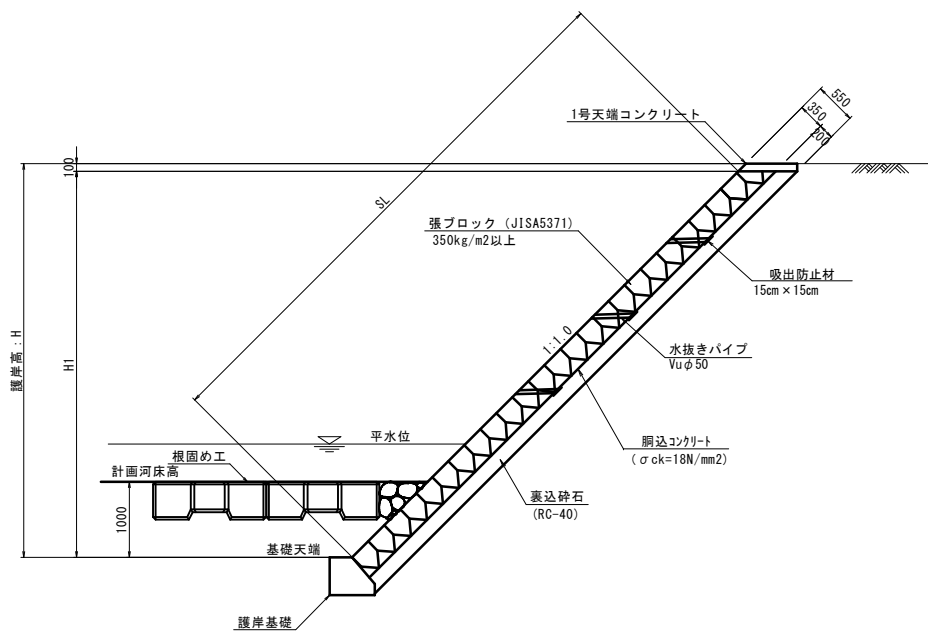 550
350
200
1号天端コンクリート
100
SL
張ブロック (JISA5371)
350kg/m2以上
吸出防止材
15cm×15cm
1:1.0
水抜きパイプ
Vuφ50
護岸高:H
H1
平水位
胴込コンクリート
(σck=18N/mm2)
根固め工
計画河床高
裏込砕石
(RC-40)
1000
基礎天端
護岸基礎